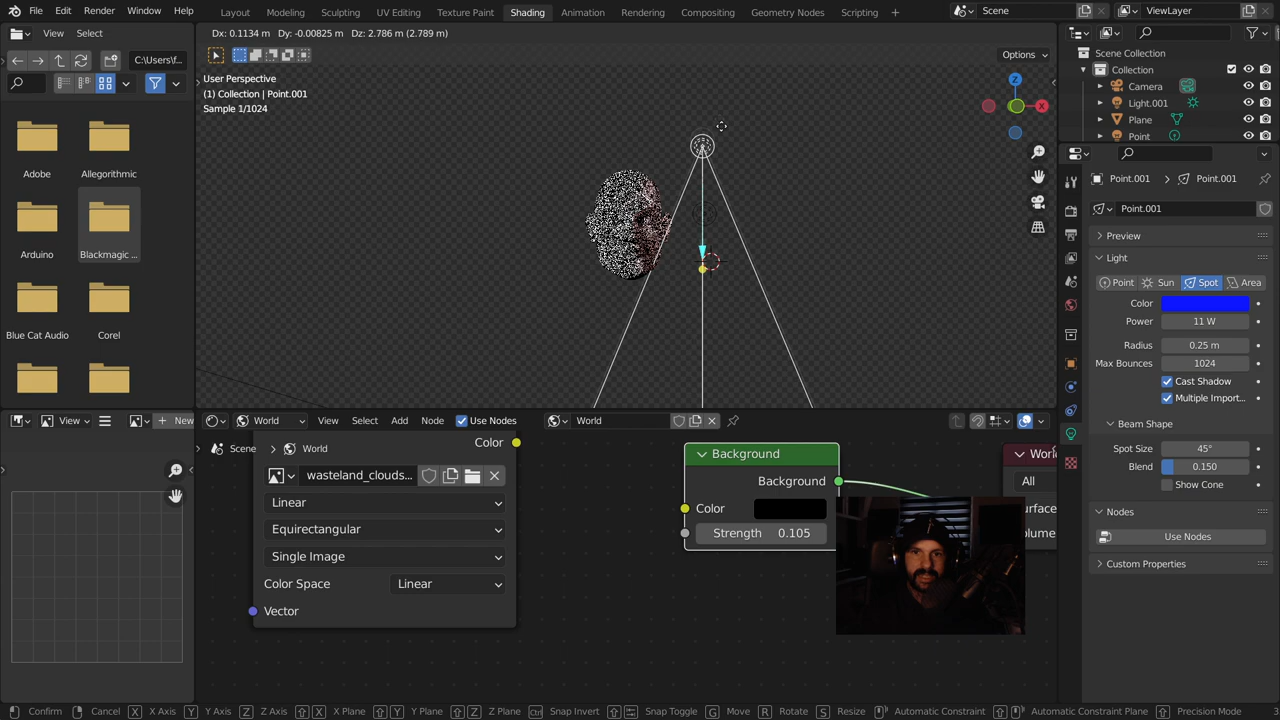 File Edit Render Window Help Layout Modeling Sculpting UV Editing Texture Paint Shading Animation Rendering Compositing Geometry Nodes Scripting + Scene ViewLayer
View Select
Dx: 0.1134 m Dy: -0.00825 m Dz: 2.786 m (2.789 m)
C:\Users\f...
Options
User Perspective
(1) Collection | Point.001
Sample 1/1024
Z
X
Scene Collection
Collection
Camera
Light.001
Plane
Point
Adobe
Allegorithmic
Arduino
Blackmagic ...
Blue Cat Audio
Corel
Point.001 > Point.001
Point.001
Preview
Light
Point Sun Spot Area
Color
Power 11 W
Radius 0.25 m
Max Bounces 1024
Cast Shadow
Multiple Import...
Beam Shape
Spot Size 45°
Blend 0.150
Show Cone
Nodes
Use Nodes
Custom Properties
View + New
World View Select Add Node Use Nodes World
Scene > World
Color
wasteland_clouds...
Linear
Equirectangular
Single Image
Color Space Linear
Vector
Background
Background
Color
Strength 0.105
All
Confirm Cancel X X Axis Y Y Axis Z Z Axis X X Plane Y Y Plane Z Z Plane Ctrl Snap Invert Snap Toggle G Move R Rotate S Resize Automatic Constraint Automatic Constraint Plane Precision Mode